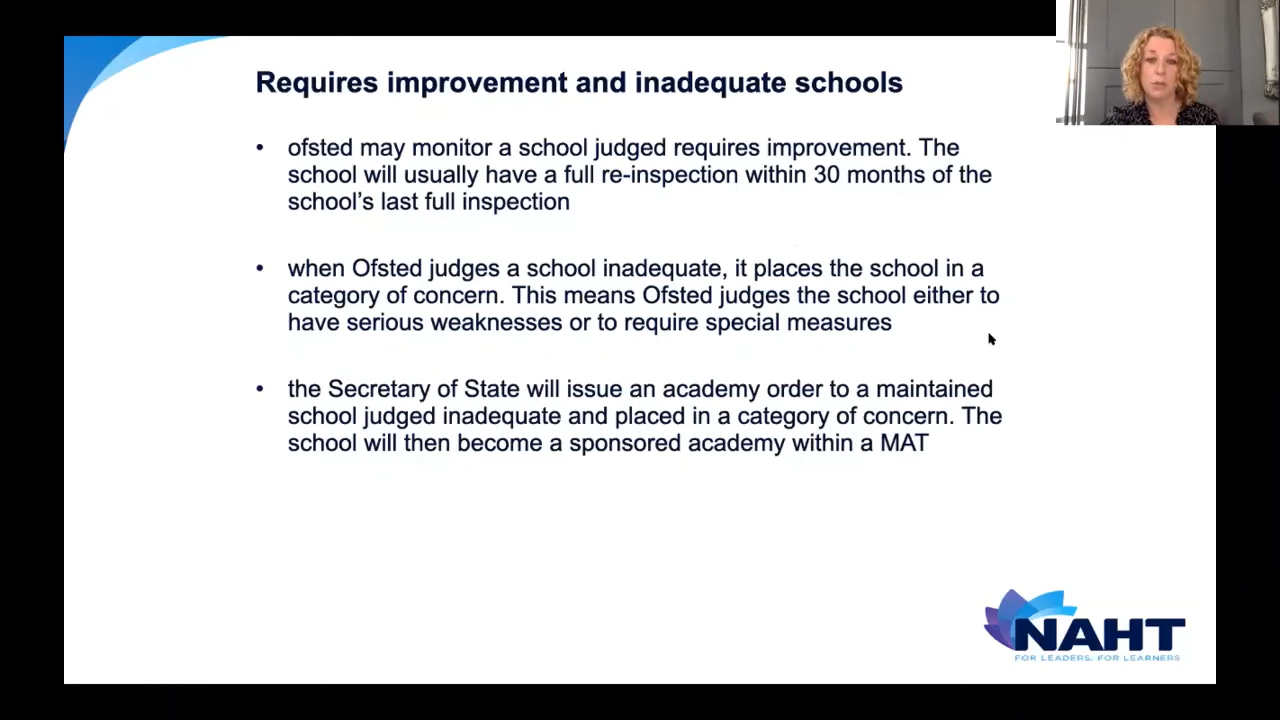 Requires improvement and inadequate schools
• ofsted may monitor a school judged requires improvement. The
school will usually have a full re-inspection within 30 months of the
school’s last full inspection
• when Ofsted judges a school inadequate, it places the school in a
category of concern. This means Ofsted judges the school either to
have serious weaknesses or to require special measures
• the Secretary of State will issue an academy order to a maintained
school judged inadequate and placed in a category of concern. The
school will then become a sponsored academy within a MAT
NAHT
FOR LEADERS, FOR LEARNERS